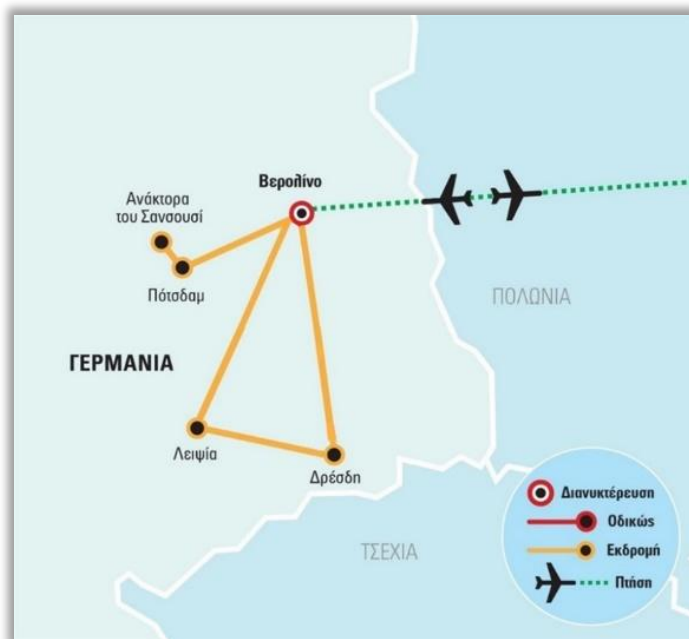 Βερολίνο
Ανάκτορα
του Σανσουσί
Πότσδαμ
ΠΟΛΩΝΙΑ
ΓΕΡΜΑΝΙΑ
Λειψία
Δρέσδη
ΤΣΕΧΙΑ
Διανυκτέρευση
Οδικώς
Εκδρομή
Πτήση